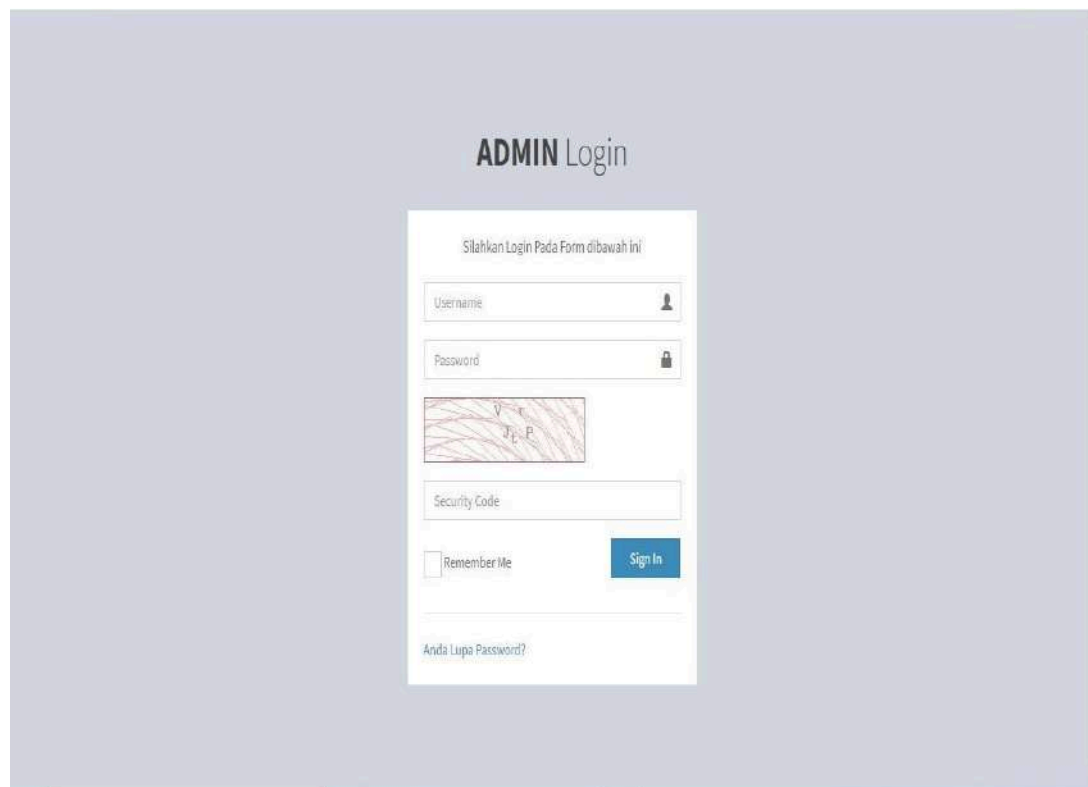 ADMIN Login
Silahkan Login Pada Form dibawah ini
Username
Password
V r
J t P
Security Code
Remember Me
Sign In
Anda Lupa Password?